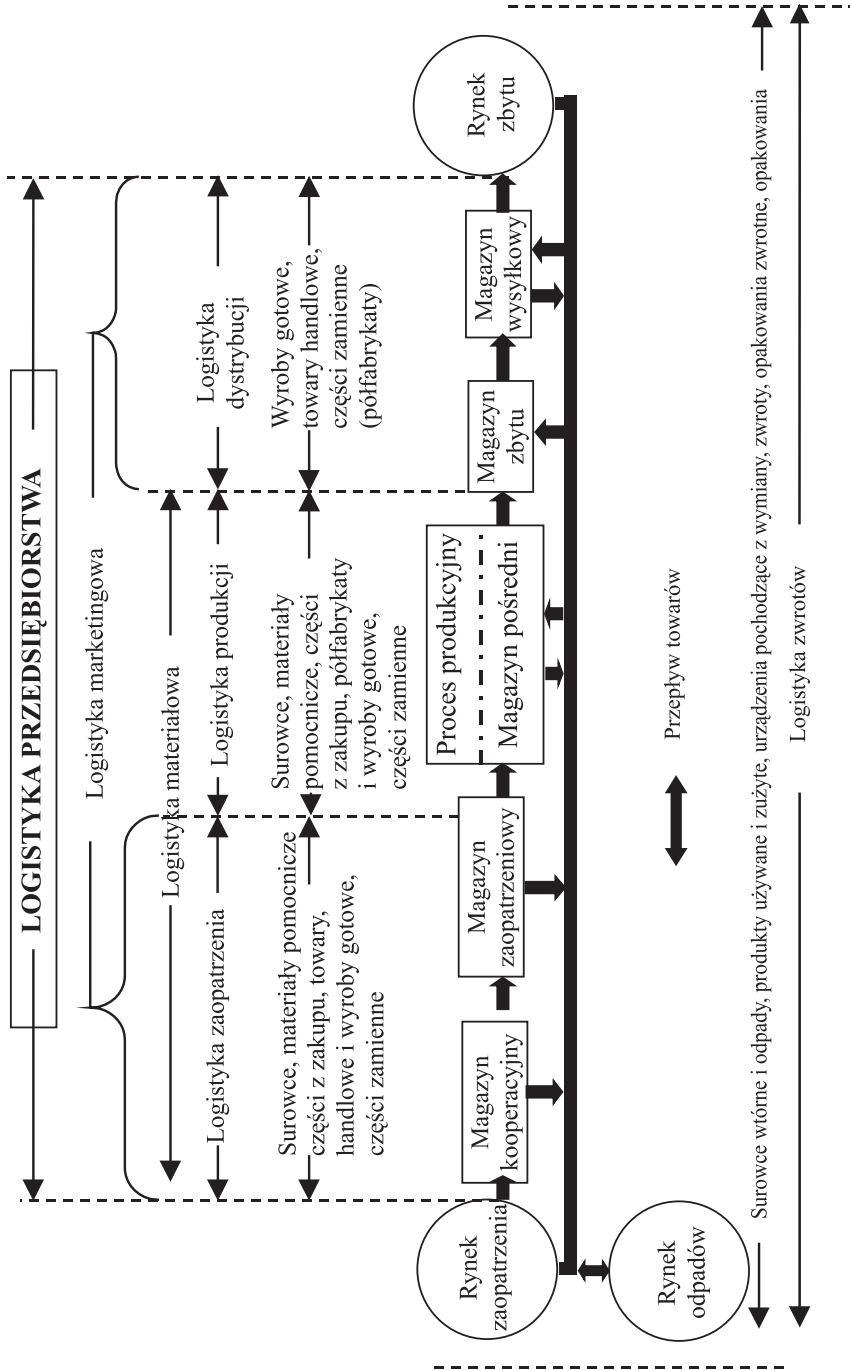 LOGISTYKA PRZEDSIĘBIORSTWA
Logistyka marketingowa
Logistyka materiałowa
Logistyka zaopatrzenia
Logistyka produkcji
Logistyka
dystrybucji
Surowce, materiały pomocnicze
części z zakupu, towary,
handlowe i wyroby gotowe,
części zamienne
Surowce, materiały
pomocnicze, części
z zakupu, półfabrykaty
i wyroby gotowe,
części zamienne
Wyroby gotowe,
towary handlowe,
części zamienne
(półfabrykaty)
Rynek
zaopatrzenia
Magazyn
kooperacyjny
Magazyn
zaopatrzeniowy
Proces produkcyjny
Magazyn pośredni
Magazyn
zbytu
Magazyn
wysyłkowy
Rynek
zbytu
Rynek
odpadów
Przepływ towarów
Surowce wtórne i odpady, produkty używane i zużyte, urządzenia pochodzące z wymiany, zwroty, opakowania zwrotne, opakowania
Logistyka zwrotów